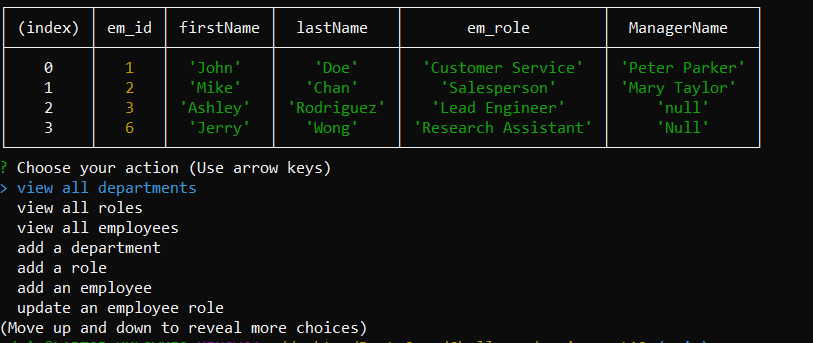 (index) em_id firstName lastName em_role ManagerName
0 1 'John' 'Doe' 'Customer Service' 'Peter Parker'
1 2 'Mike' 'Chan' 'Salesperson' 'Mary Taylor'
2 3 'Ashley' 'Rodriguez' 'Lead Engineer' 'null'
3 6 'Jerry' 'Wong' 'Research Assistant' 'Null'
? Choose your action (Use arrow keys)
> view all departments
view all roles
view all employees
add a department
add a role
add an employee
update an employee role
(Move up and down to reveal more choices)